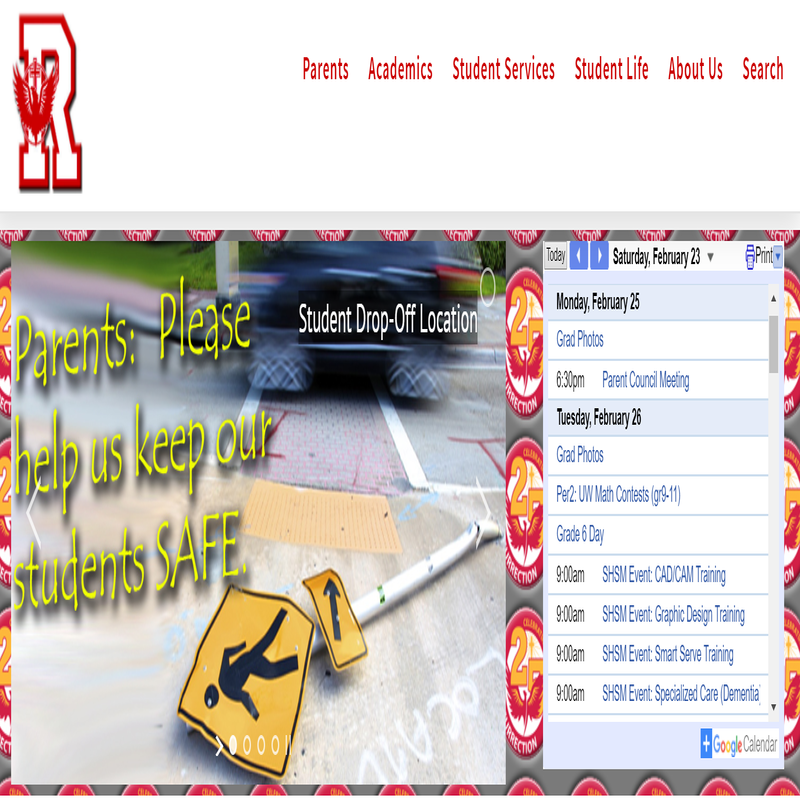 R
Parents Academics Student Services Student Life About Us Search
Parents: Please
help us keep our
students SAFE.
Student Drop-Off Location
Today Saturday, February 23 Print
Monday, February 25
Grad Photos
6:30pm Parent Council Meeting
Tuesday, February 26
Grad Photos
Per2: UW Math Contests (gr9-11)
Grade 6 Day
9:00am SHSM Event: CAD/CAM Training
9:00am SHSM Event: Graphic Design Training
9:00am SHSM Event: Smart Serve Training
9:00am SHSM Event: Specialized Care (Dementia)
Google Calendar